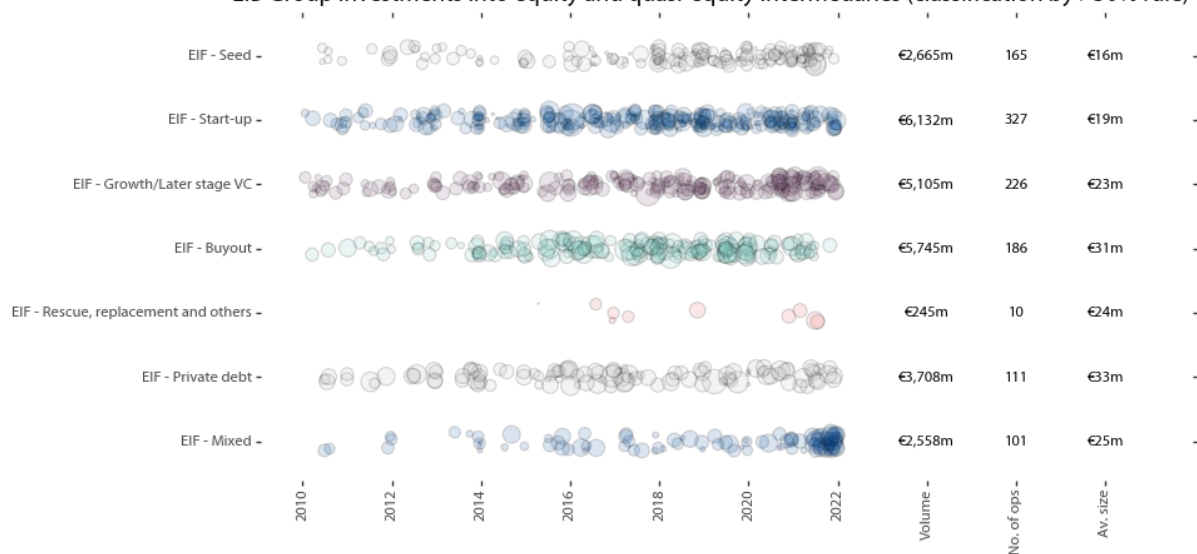 EIF - Seed €2,665m 165 €16m
EIF - Start-up €6,132m 327 €19m
EIF - Growth/Later stage VC €5,105m 226 €23m
EIF - Buyout €5,745m 186 €31m
EIF - Rescue, replacement and others €245m 10 €24m
EIF - Private debt €3,708m 111 €33m
EIF - Mixed €2,558m 101 €25m
2010 2012 2014 2016 2018 2020 2022 Volume No. of ops Av. size